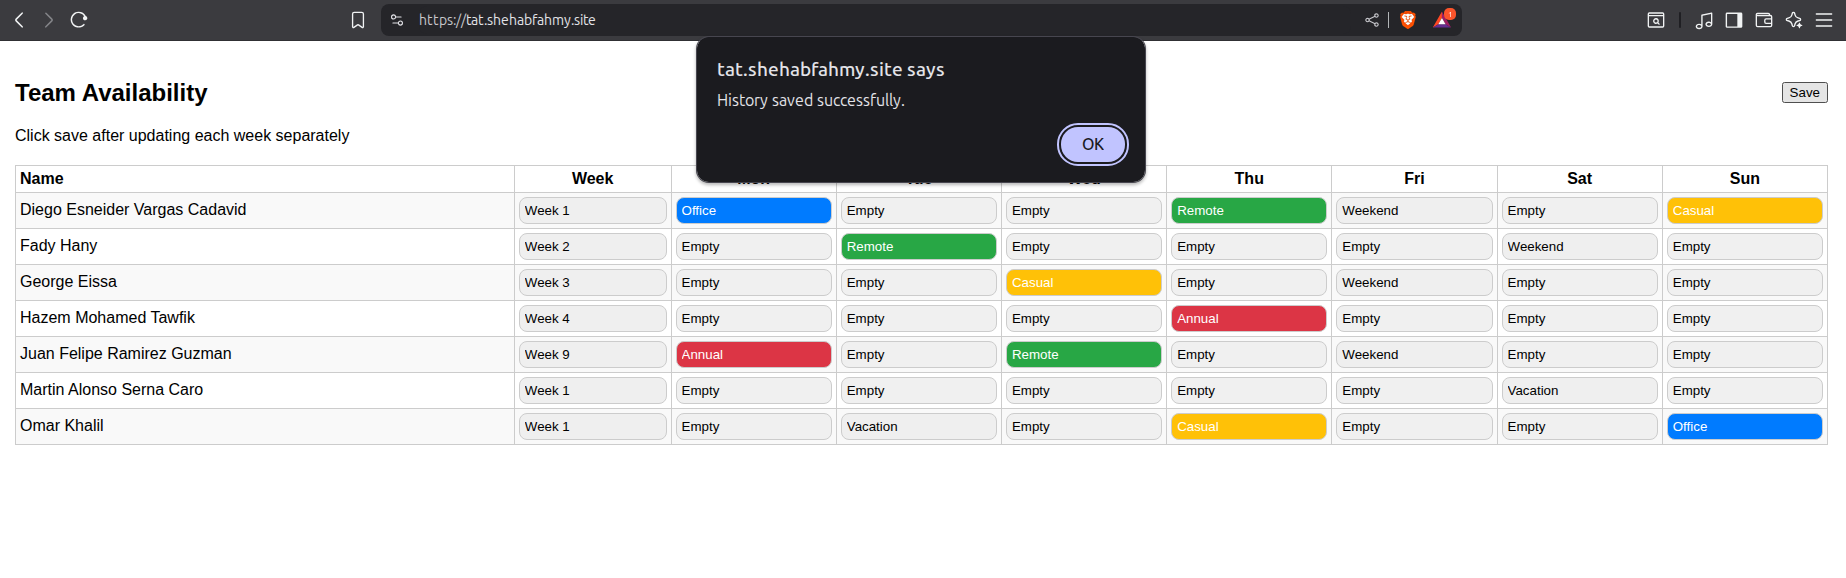 https://tat.shehabfahmy.site
1
tat.shehabfahmy.site says
History saved successfully.
OK
Team Availability
Save
Click save after updating each week separately
Name Week Mon Tue Wed Thu Fri Sat Sun
Diego Esneider Vargas Cadavid Week 1 Office Empty Empty Remote Weekend Empty Casual
Fady Hany Week 2 Empty Remote Empty Empty Empty Weekend Empty
George Eissa Week 3 Empty Empty Casual Empty Weekend Empty Empty
Hazem Mohamed Tawfik Week 4 Empty Empty Empty Annual Empty Empty Empty
Juan Felipe Ramirez Guzman Week 9 Annual Empty Remote Empty Weekend Empty Empty
Martin Alonso Serna Caro Week 1 Empty Empty Empty Empty Empty Vacation Empty
Omar Khalil Week 1 Empty Vacation Empty Casual Empty Empty Office